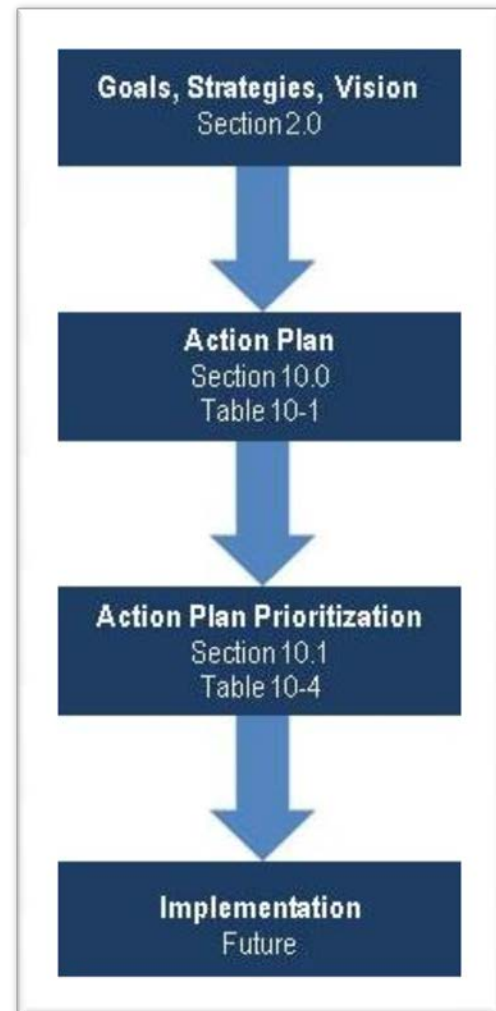 Goals, Strategies, Vision
Section 2.0
Action Plan
Section 10.0
Table 10-1
Action Plan Prioritization
Section 10.1
Table 10-4
Implementation
Future